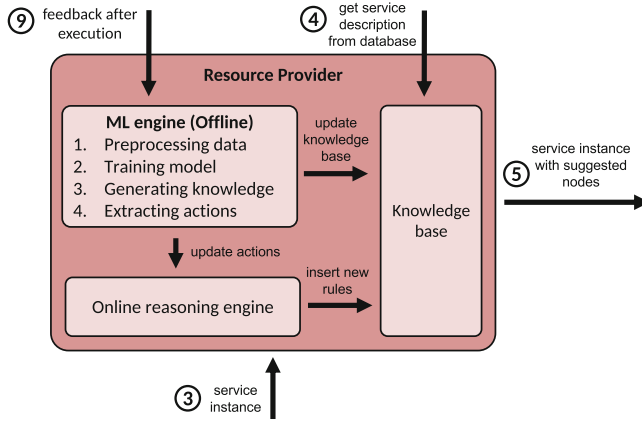 9 feedback after
execution
4 get service
description
from database
Resource Provider
ML engine (Offline)
1. Preprocessing data
2. Training model
3. Generating knowledge
4. Extracting actions
update
knowledge
base
Knowledge
base
update actions
Online reasoning engine
insert new
rules
5 service instance
with suggested
nodes
3 service
instance